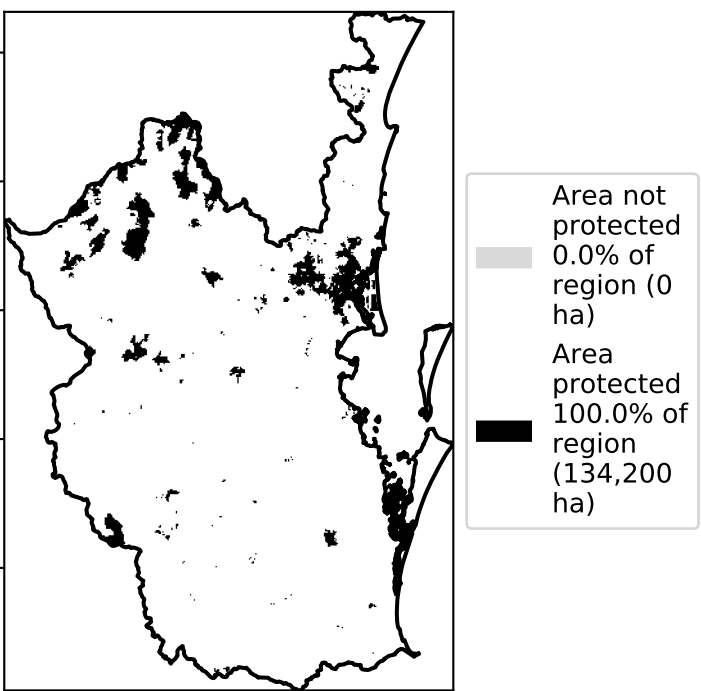 Area not
protected
0.0% of
region (0
ha)
Area
protected
100.0% of
region
(134,200
ha)